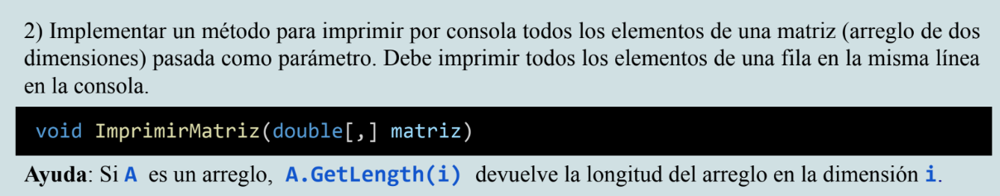 2) Implementar un método para imprimir por consola todos los elementos de una matriz (arreglo de dos
dimensiones) pasada como parámetro. Debe imprimir todos los elementos de una fila en la misma línea
en la consola.
void ImprimirMatriz(double[,] matriz)
Ayuda: Si A es un arreglo, A.GetLength(i) devuelve la longitud del arreglo en la dimensión i.